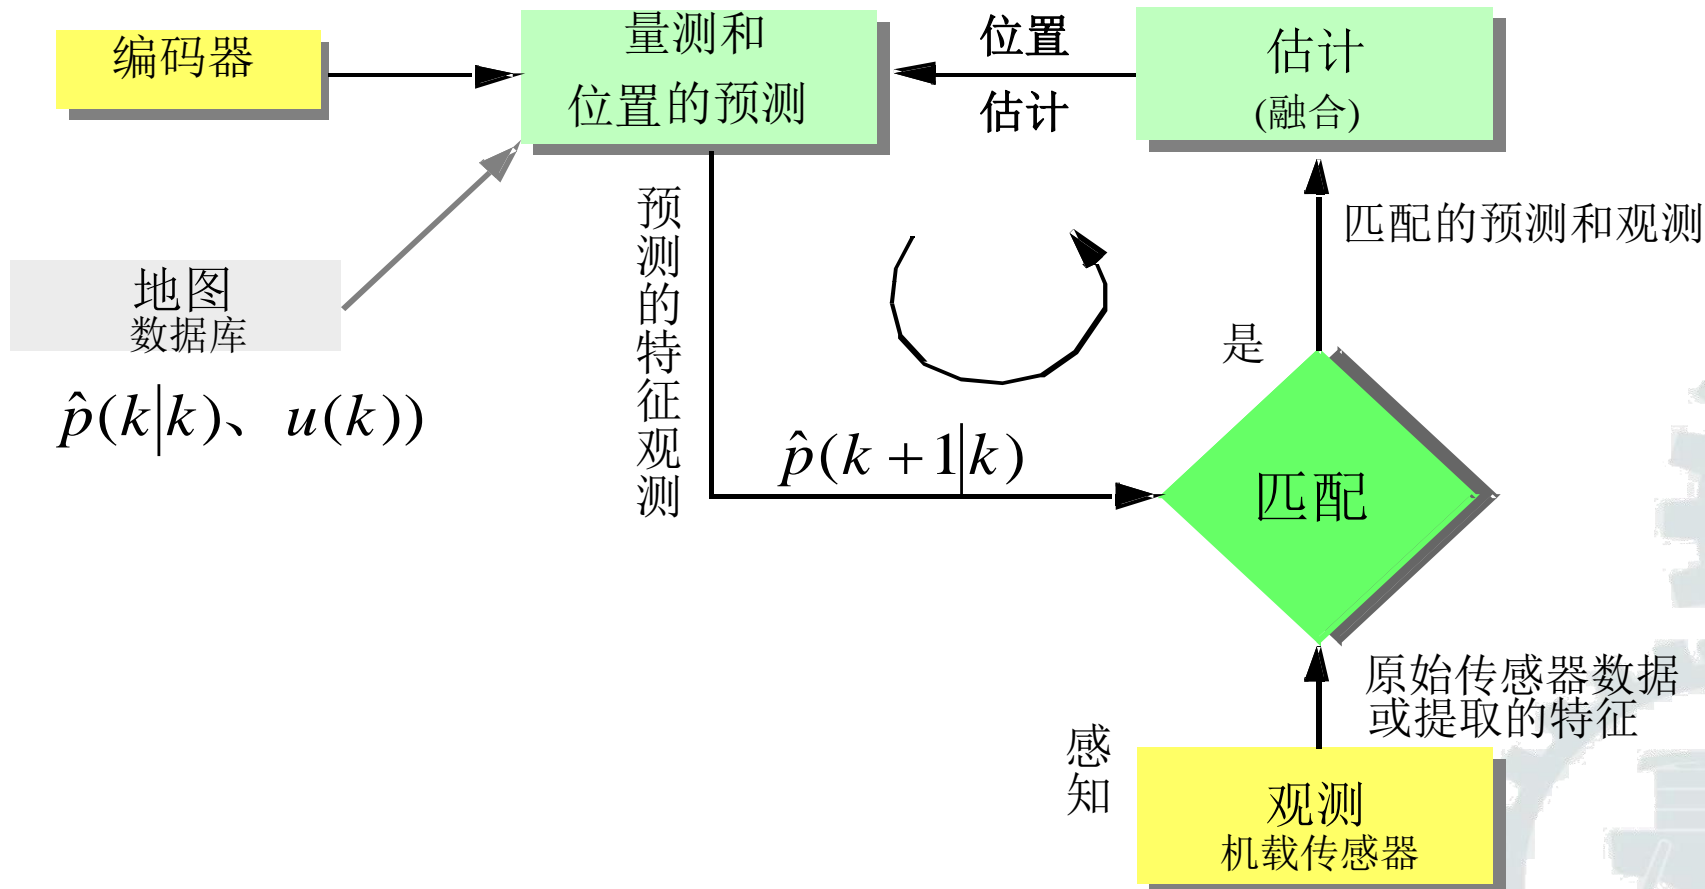 编码器
量测和
位置的预测
位置
估计
估计
(融合)
预测的特征观测
匹配的预测和观测
地图
数据库
是
p̂(k|k)、u(k))
p̂(k+1|k)
匹配
原始传感器数据
或提取的特征
感知
观测
机载传感器